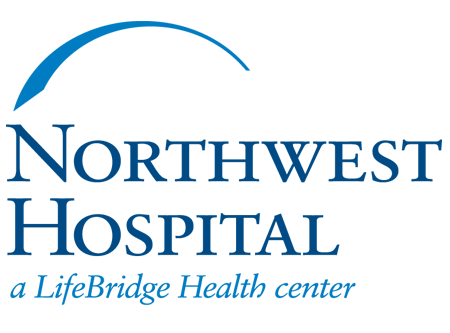 Northwest
Hospital
a LifeBridge Health center